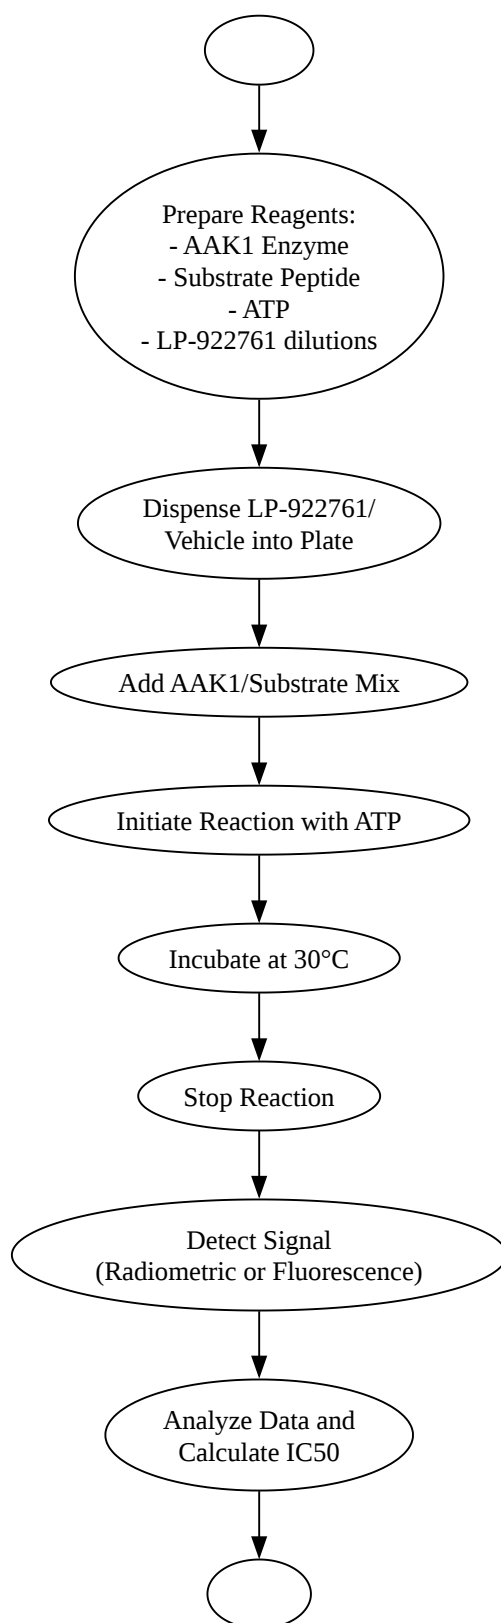 Prepare Reagents:
- AAK1 Enzyme
- Substrate Peptide
- ATP
- LP-922761 dilutions
Dispense LP-922761/
Vehicle into Plate
Add AAK1/Substrate Mix
Initiate Reaction with ATP
Incubate at 30°C
Stop Reaction
Detect Signal
(Radiometric or Fluorescence)
Analyze Data and
Calculate IC50